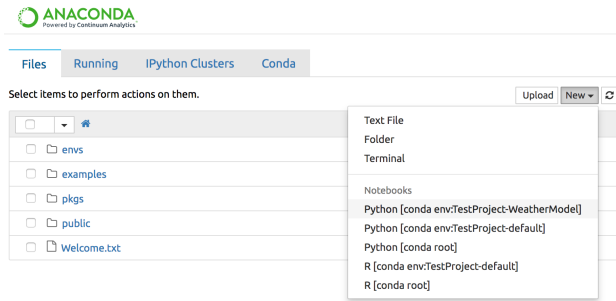 ANACONDA
Powered by Continuum Analytics
Files Running IPython Clusters Conda
Select items to perform actions on them.
Upload New
envs
examples
pkgs
public
Welcome.txt
Text File
Folder
Terminal
Notebooks
Python [conda env:TestProject-WeatherModel]
Python [conda env:TestProject-default]
Python [conda root]
R [conda env:TestProject-default]
R [conda root]